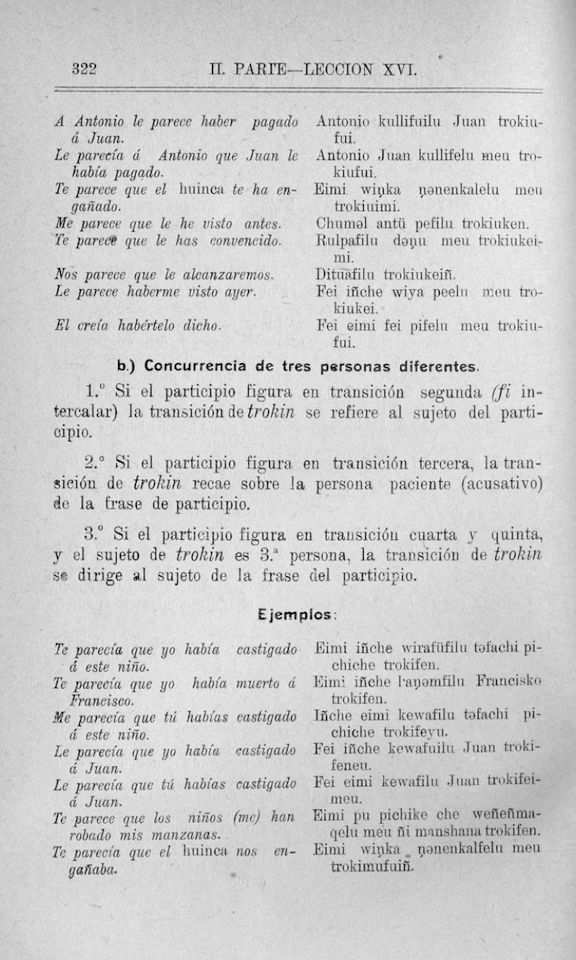 322 II. PARTE—LECCION XVI.
A Antonio le parece haber pagado á Juan.
Antonio kullifuilu Juan trokiufui.
Le parecía á Antonio que Juan le había pagado.
Antonio Juan kullifelu meu trokiufui.
Te parece que el huinca te ha engañado.
Eimi wiŋka ŋənenkalelu meu trokiuimi.
Me parece que le he visto antes.
Chuməl antü pefilu trokiuken.
Te parece que le has convencido.
Rulpafilu dəŋu meu trokiukeimi.
Nos parece que le alcanzaremos.
Dituafilu trokiukeiñ.
Le parece haberme visto ayer.
Fei iñche wiya peelu meu trokiukei.
El creía habértelo dicho.
Fei eimi fei pifelu meu trokiufui.
b.) Concurrencia de tres personas diferentes.
1.º Si el participio figura en transición segunda (fi in-
tercalar) la transición de trokin se refiere al sujeto del parti-
cipio.
2.º Si el participio figura en transición tercera, la tran-
sición de trokin recae sobre la persona paciente (acusativo)
de la frase de participio.
3.º Si el participio figura en transición cuarta y quinta,
y el sujeto de trokin es 3.ª persona, la transición de trokin
se dirige al sujeto de la frase del participio.
Ejemplos:
Te parecía que yo había castigado á este niño.
Eimi iñche wirafüfilu təfachi pichiche trokifen.
Te parecía que yo había muerto á Francisco.
Eimi iñche l'aŋəmfilu Francisko trokifen.
Me parecía que tú habías castigado á este niño.
Iñche eimi kewafilu təfachi pichiche trokifeyu.
Le parecía que yo había castigado á Juan.
Fei iñche kewafuilu Juan trokifeneu.
Le parecía que tú habías castigado á Juan.
Fei eimi kewafilu Juan trokifeimeu.
Te parece que los niños (me) han robado mis manzanas.
Eimi pu pichike che weñeñmaqelu meu ñi manshana trokifen.
Te parecía que el huinca nos engañaba.
Eimi wiŋka ŋənenkalfelu meu trokimufuiñ.